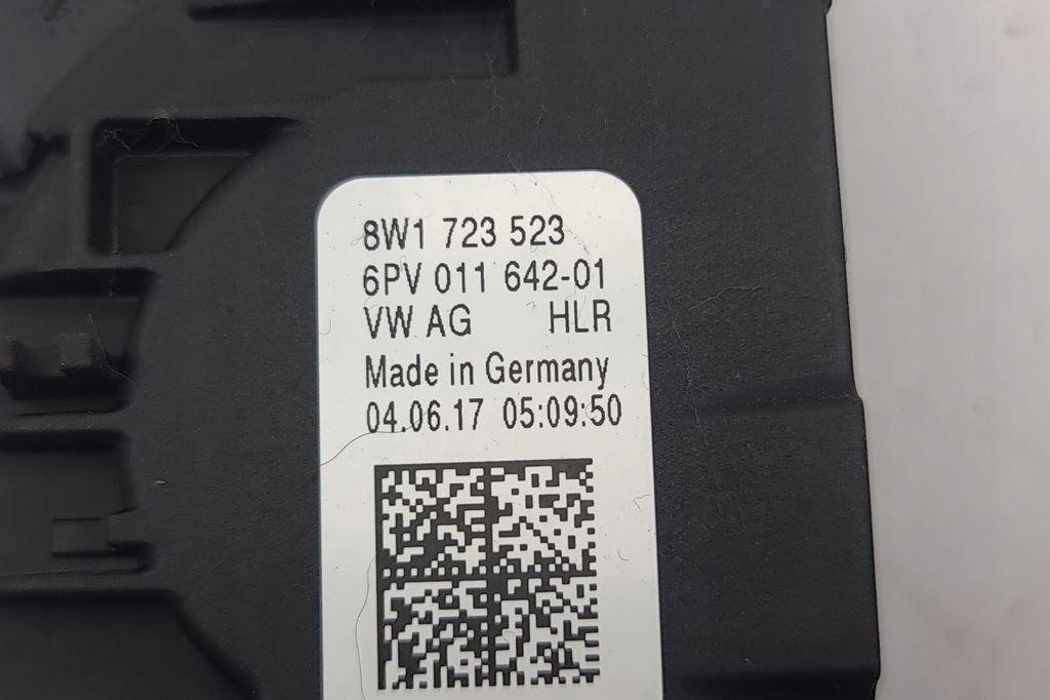 8W1 723 523
6PV 011 642-01
VW AG HLR
Made in Germany
04.06.17 05:09:50